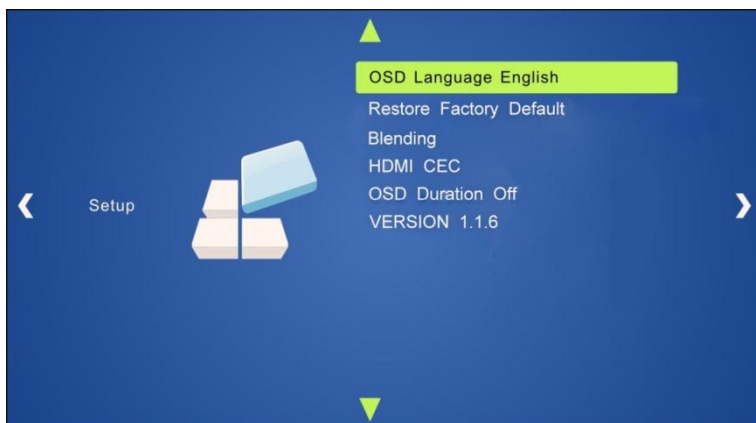 OSD Language English
Restore Factory Default
Blending
HDMI CEC
OSD Duration Off
VERSION 1.1.6
Setup